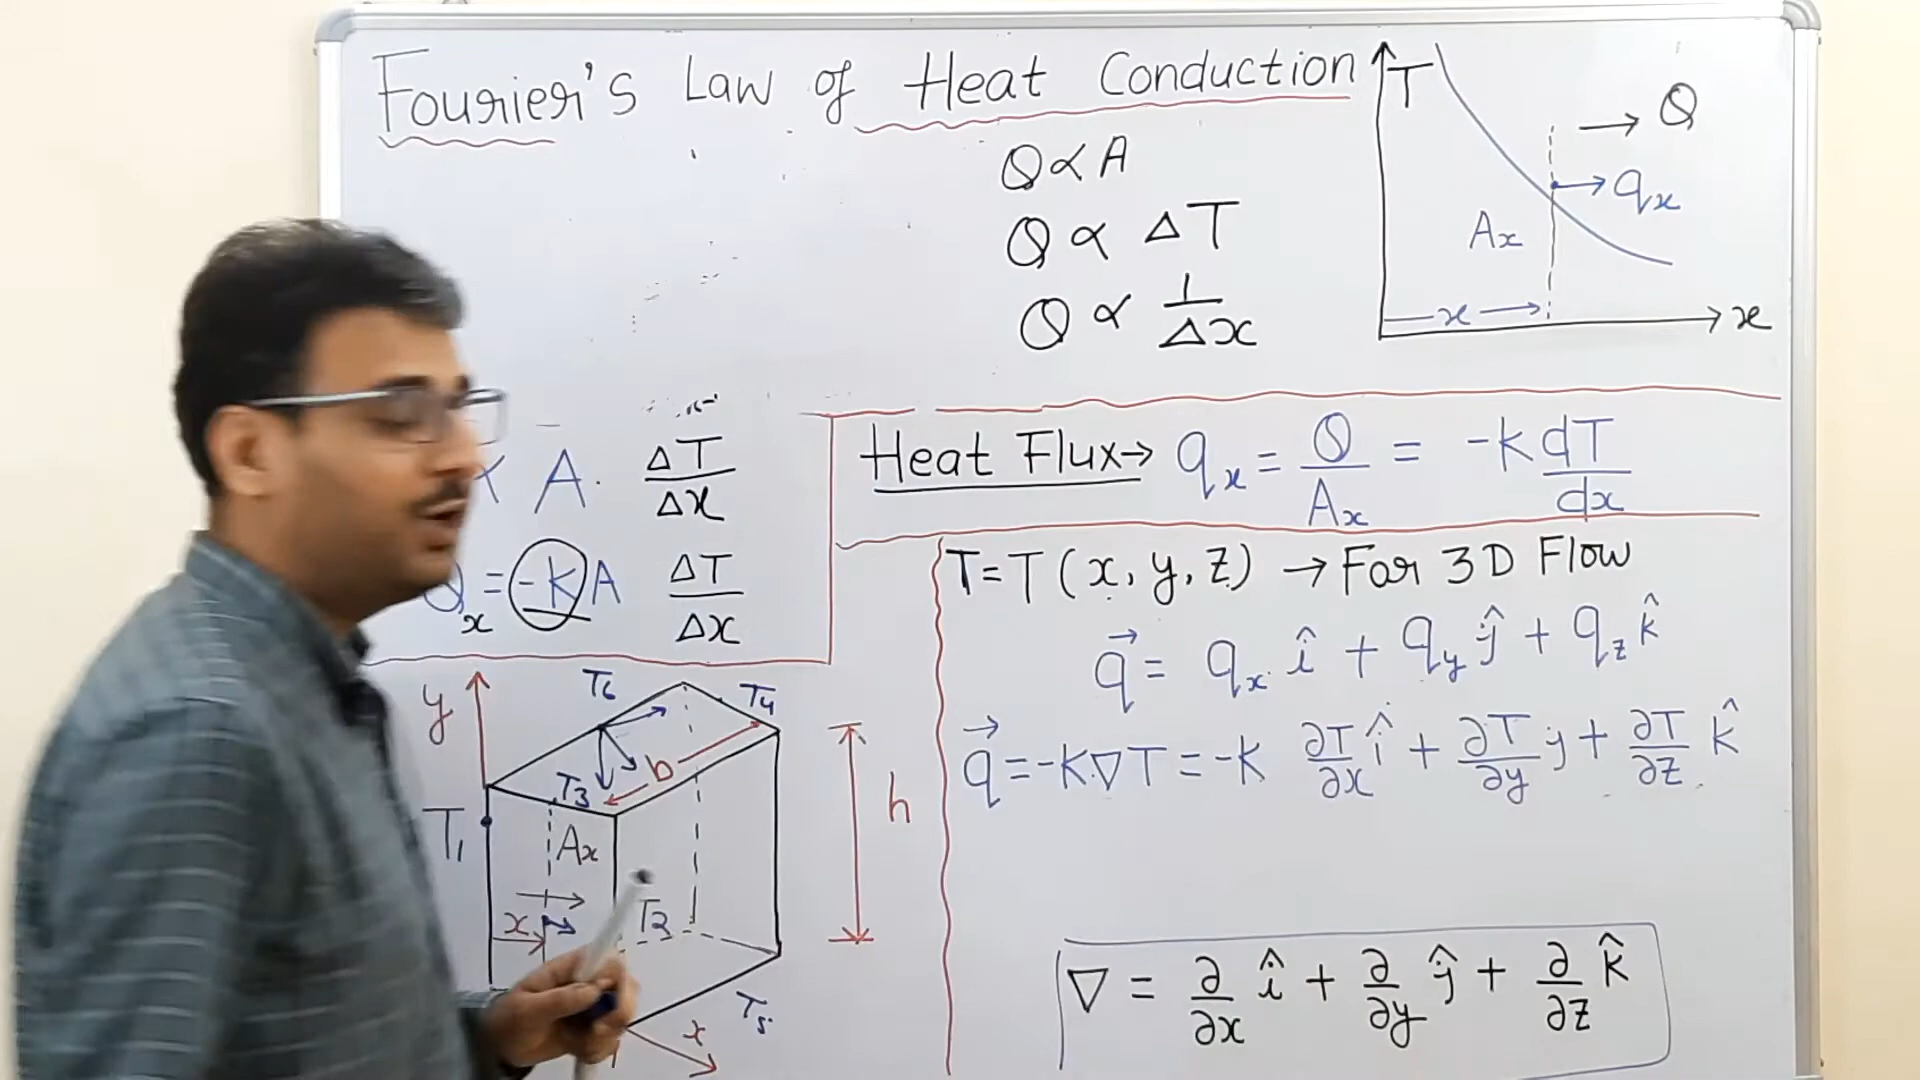 Fourier's Law of Heat Conduction
Q ∝ A
Q ∝ ΔT
Q ∝ 1/Δx
T
Q
qx
Ax
x
x
∝ A. ΔT/Δx
Qx = -K A ΔT/Δx
Heat Flux → qx = Q/Ax = -K dT/dx
T = T (x, y, z) → For 3D Flow
q⃗ = qx î + qy ĵ + qz k̂
q⃗ = -K∇T = -K ∂T/∂x î + ∂T/∂y j + ∂T/∂z k̂
∇ = ∂/∂x î + ∂/∂y ĵ + ∂/∂z k̂
y
T6
T4
b
T3
T1
Ax
h
x
T2
T5
x